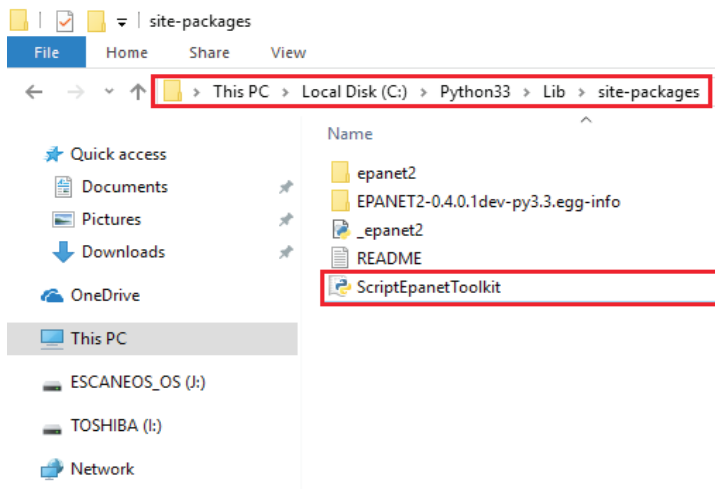 site-packages
File Home Share View
This PC > Local Disk (C:) > Python33 > Lib > site-packages
Name
Quick access
Documents
Pictures
Downloads
OneDrive
This PC
ESCANEOS_OS (J:)
TOSHIBA (I:)
Network
epanet2
EPANET2-0.4.0.1dev-py3.3.egg-info
_epanet2
README
ScriptEpanetToolkit